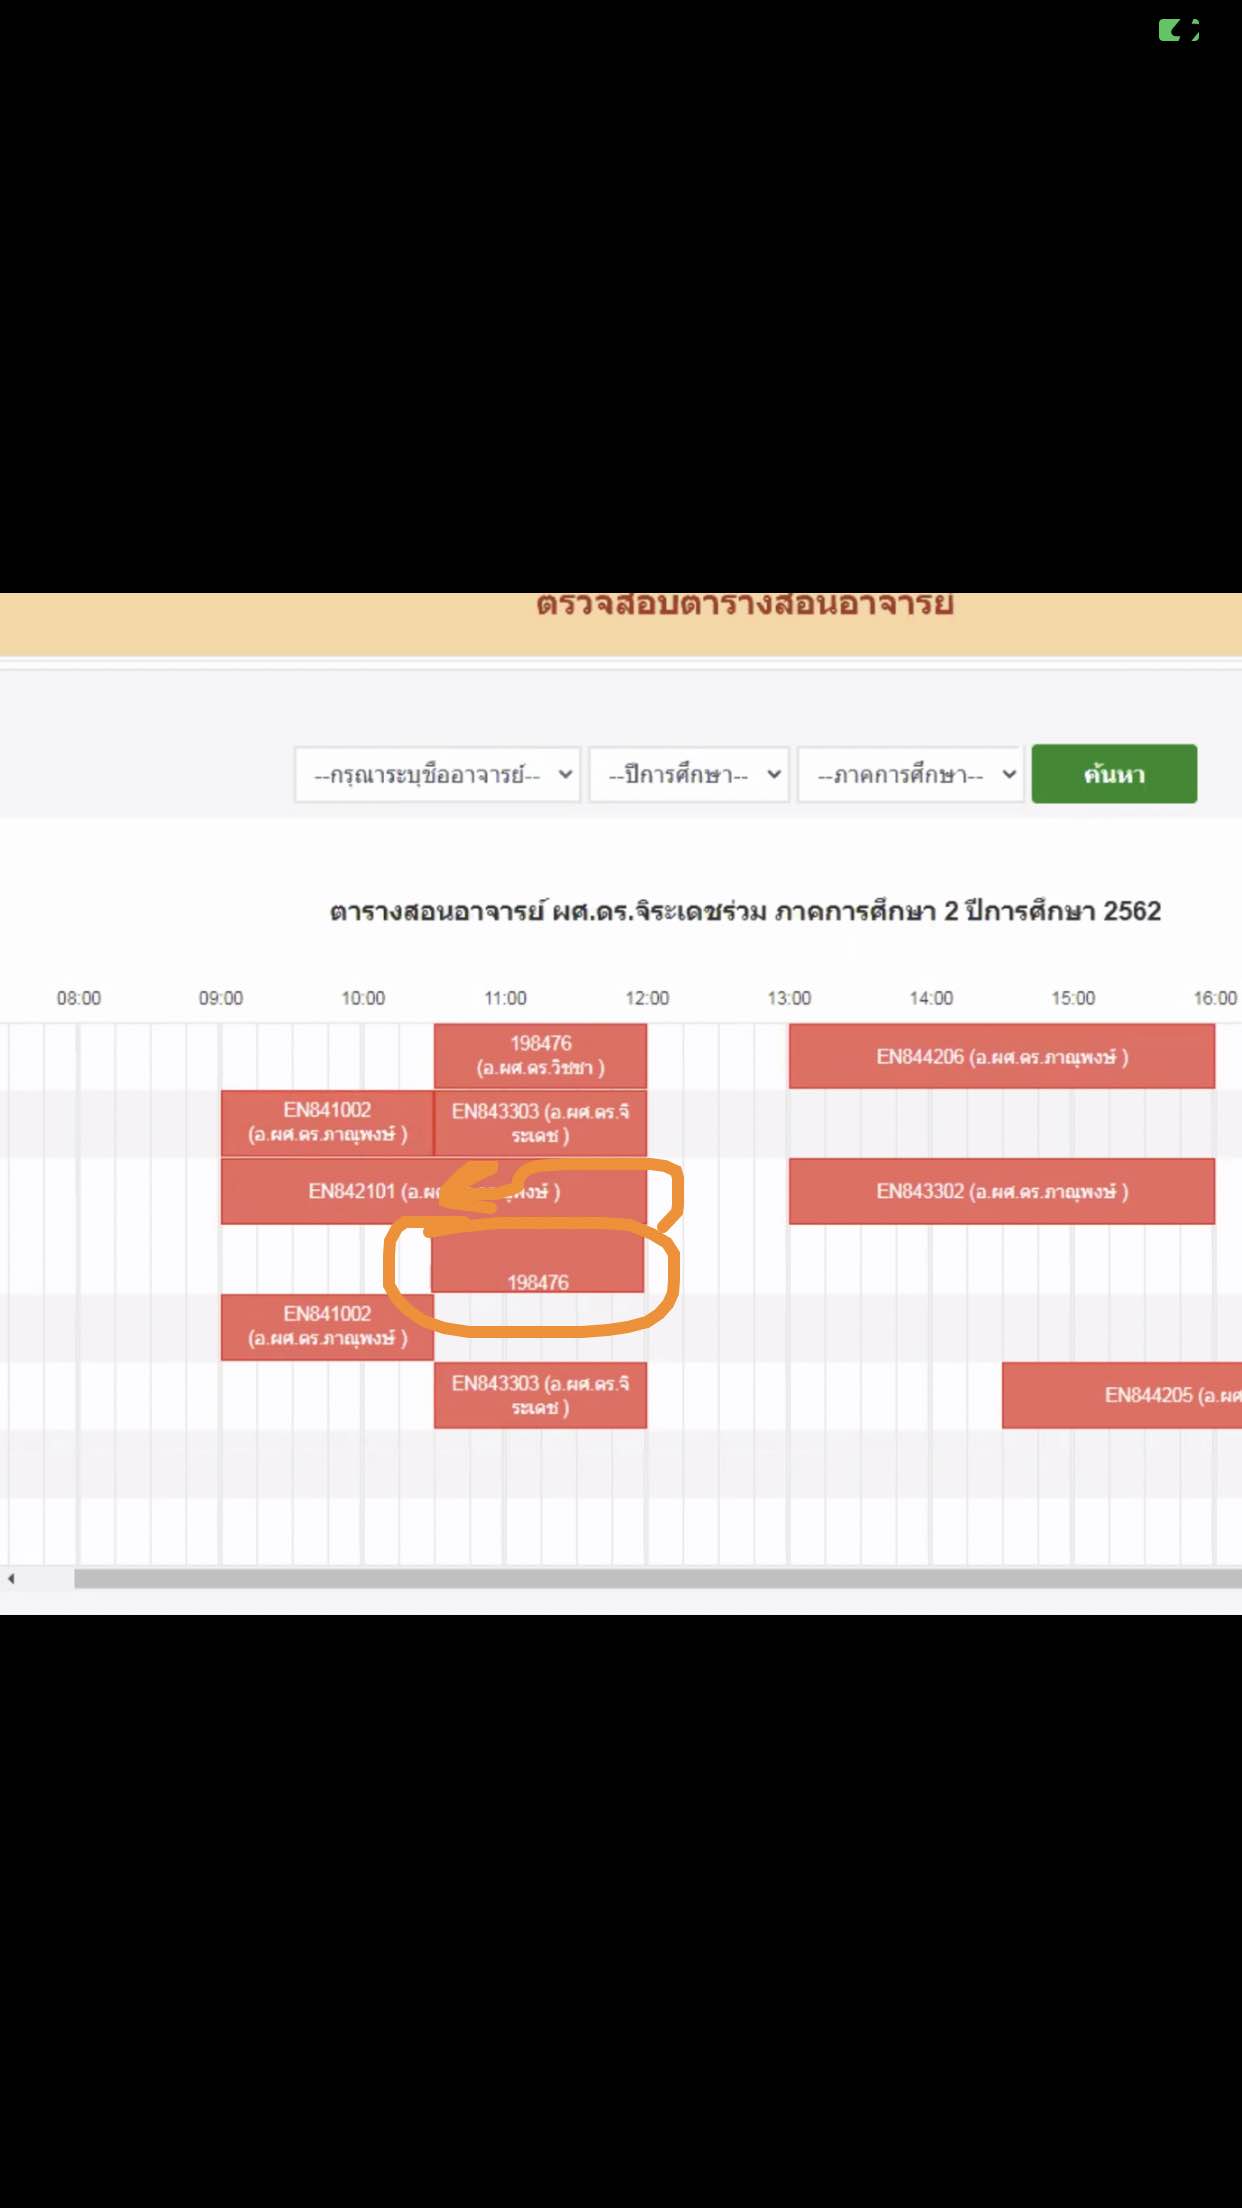 ตรวจสอบตารางสอนอาจารย์
--กรุณาระบุชื่ออาจารย์--
--ปีการศึกษา--
--ภาคการศึกษา--
ค้นหา
ตารางสอนอาจารย์ ผศ.ดร.จิระเดชร่วม ภาคการศึกษา 2 ปีการศึกษา 2562
08:00 09:00 10:00 11:00 12:00 13:00 14:00 15:00 16:00
198476
(อ.ผศ.ดร.วิชชา )
EN844206 (อ.ผศ.ดร.ภาณุพงษ์ )
EN841002
(อ.ผศ.ดร.ภาณุพงษ์ )
EN843303 (อ.ผศ.ดร.จิ
ระเดช )
EN842101
EN843302 (อ.ผศ.ดร.ภาณุพงษ์ )
198476
EN841002
(อ.ผศ.ดร.ภาณุพงษ์ )
EN843303 (อ.ผศ.ดร.จิ
ระเดช )
EN844205 (อ.ผศ